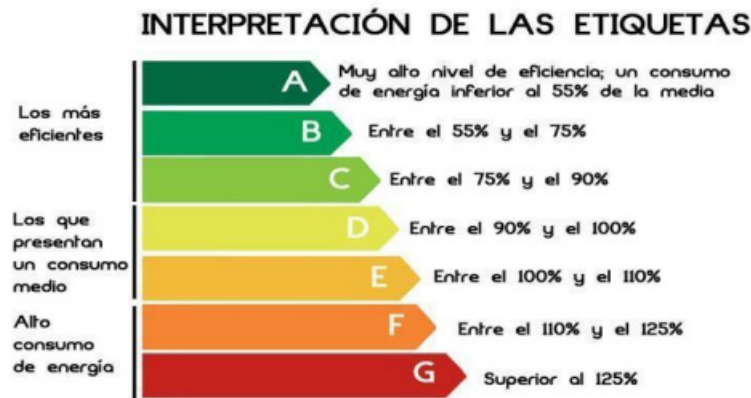 INTERPRETACIÓN DE LAS ETIQUETAS
Los más
eficientes
A
Muy alto nivel de eficiencia; un consumo
de energía inferior al 55% de la media
B
Entre el 55% y el 75%
C
Entre el 75% y el 90%
Los que
presentan
un consumo
medio
D
Entre el 90% y el 100%
E
Entre el 100% y el 110%
Alto
consumo
de energía
F
Entre el 110% y el 125%
G
Superior al 125%